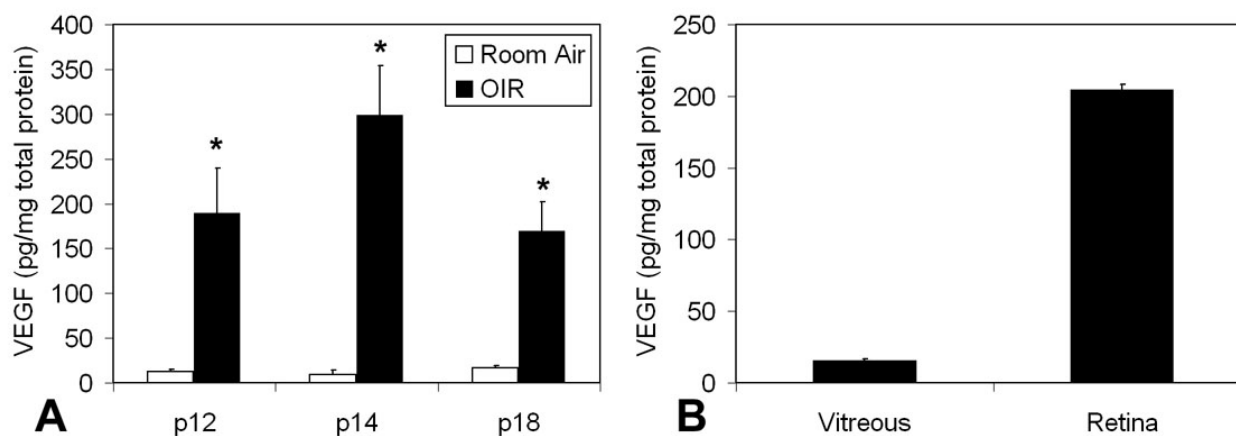 VEGF (pg/mg total protein)
400
350
300
250
200
150
100
50
0
Room Air
OIR
*
*
*
p12
p14
p18
A
VEGF (pg/mg total protein)
250
200
150
100
50
0
Vitreous
Retina
B